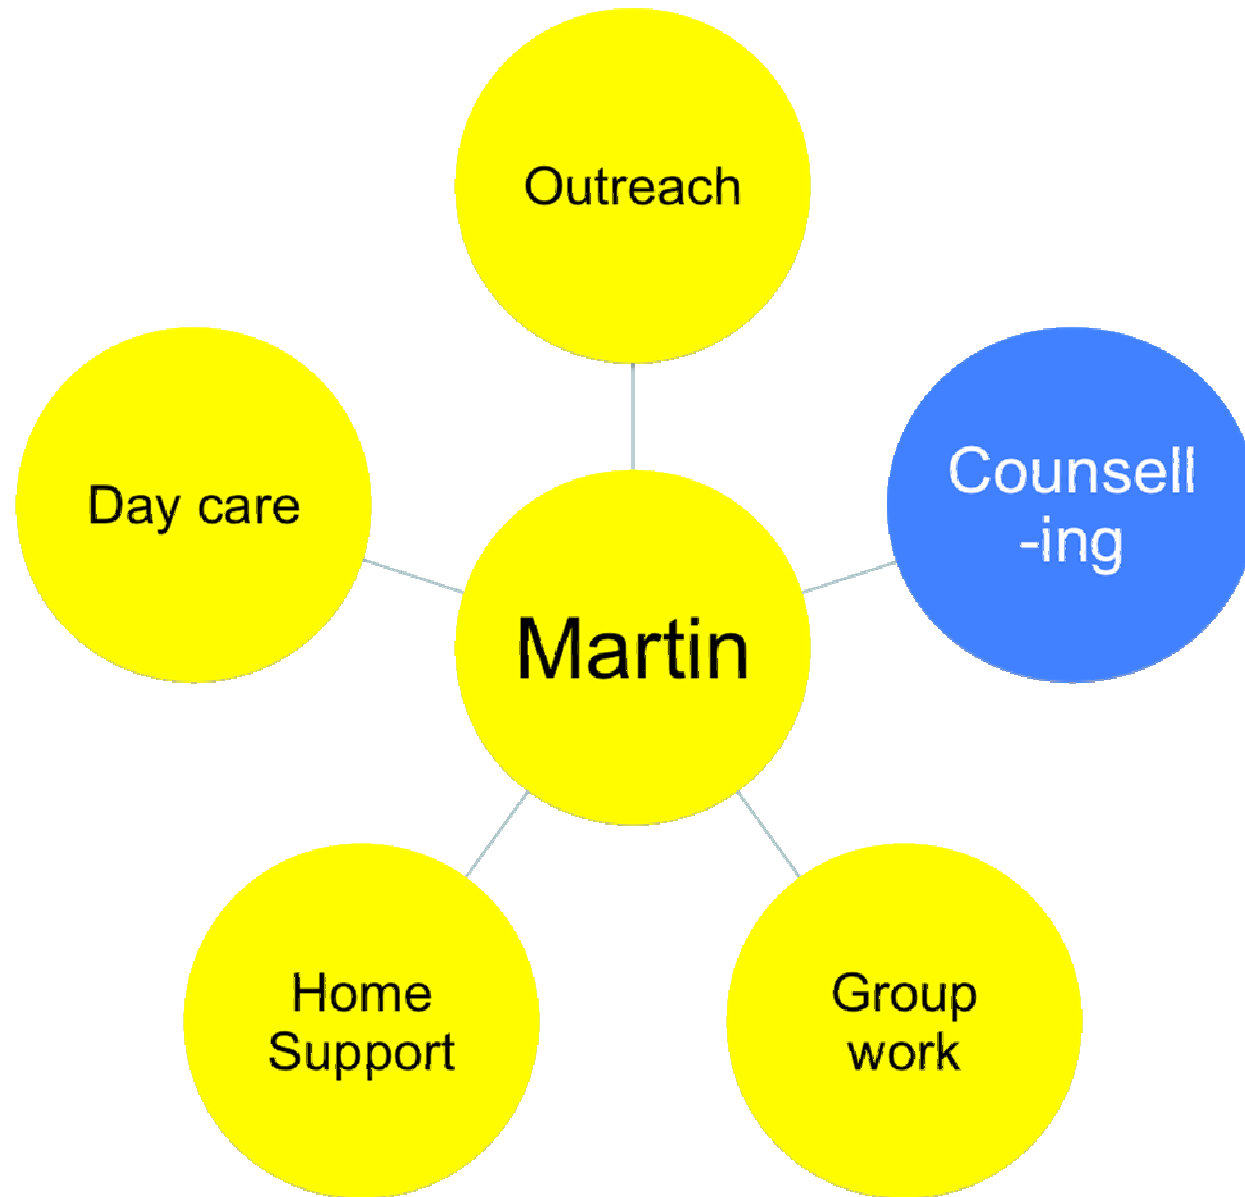 Outreach
Counsell
-ing
Day care
Martin
Home
Support
Group
work